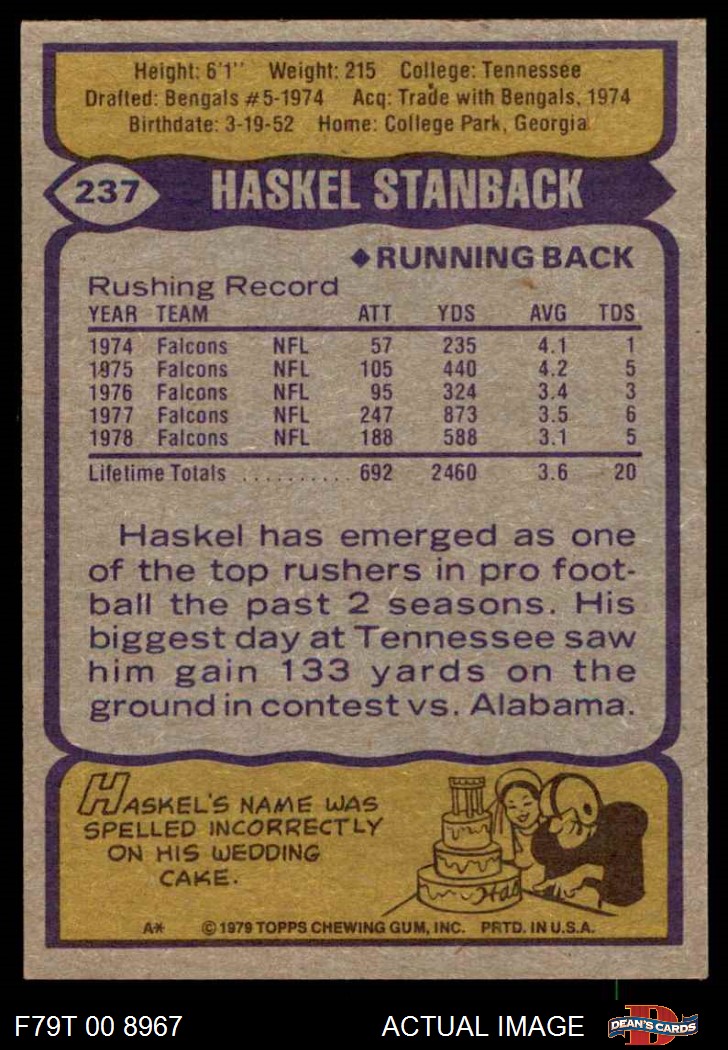 Height: 6'1" Weight: 215 College: Tennessee
Drafted: Bengals #5-1974 Acq: Trade with Bengals, 1974
Birthdate: 3-19-52 Home: College Park, Georgia
237 HASKEL STANBACK
◆RUNNING BACK
Rushing Record
YEAR TEAM ATT YDS AVG TDS
1974 Falcons NFL 57 235 4.1 1
1975 Falcons NFL 105 440 4.2 5
1976 Falcons NFL 95 324 3.4 3
1977 Falcons NFL 247 873 3.5 6
1978 Falcons NFL 188 588 3.1 5
Lifetime Totals .......... 692 2460 3.6 20
Haskel has emerged as one
of the top rushers in pro foot-
ball the past 2 seasons. His
biggest day at Tennessee saw
him gain 133 yards on the
ground in contest vs. Alabama.
HASKEL'S NAME WAS
SPELLED INCORRECTLY
ON HIS WEDDING
CAKE.
Has
A* © 1979 TOPPS CHEWING GUM, INC. PRTD. IN U.S.A.
F79T 00 8967 ACTUAL IMAGE D DEAN'S CARDS